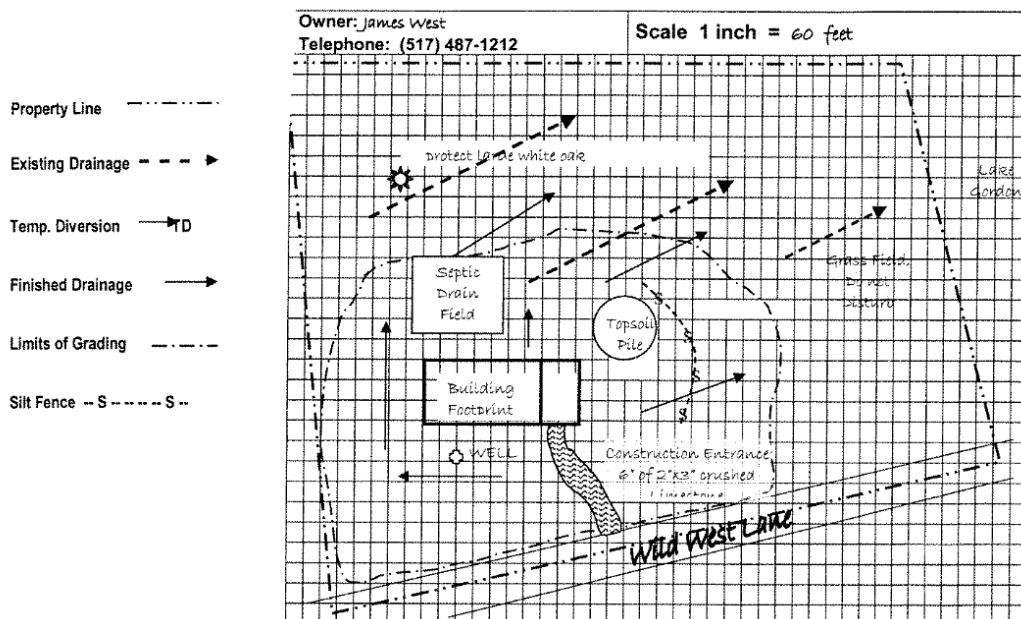 Owner: James West
Telephone: (517) 487-1212
Scale 1 inch = 60 feet
Property Line
Existing Drainage
Temp. Diversion TD
Finished Drainage
Limits of Grading
Silt Fence -- S ------ S --
protect large white oak
Lake
Gordon
Grass Field,
Do not
Disturb
Septic
Drain
Field
Topsoil
Pile
S
S
S
S
Building
Footprint
WELL
Construction Entrance
6" of 2"x3" crushed
Wild West Lane